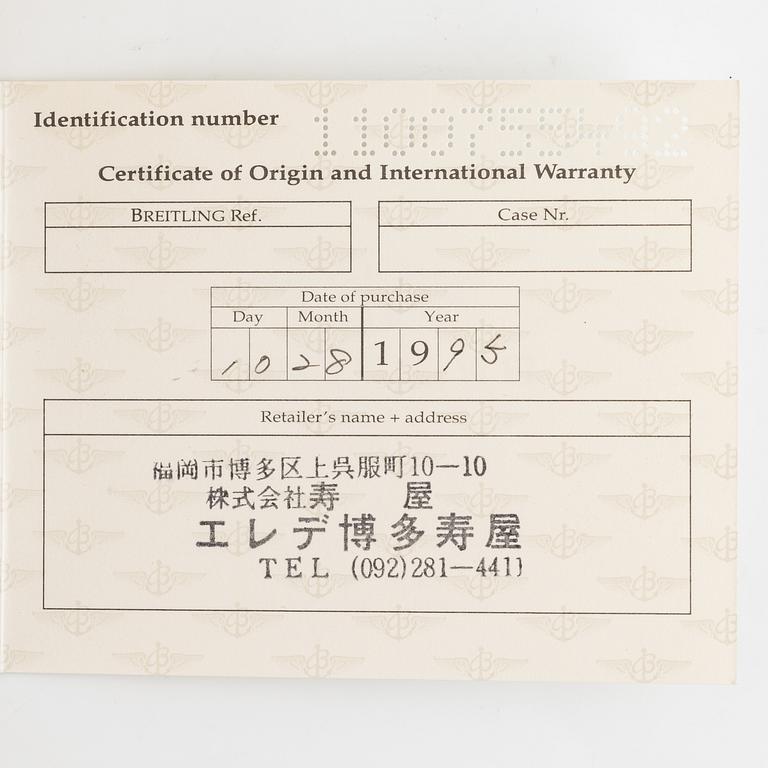 Identification number
Certificate of Origin and International Warranty
BREITLING Ref. Case Nr.
Date of purchase
Day Month Year
10 28 1995
Retailer's name + address
福岡市博多区上呉服町10—10
株式会社寿 屋
エレデ博多寿屋
TEL (092)281—4411